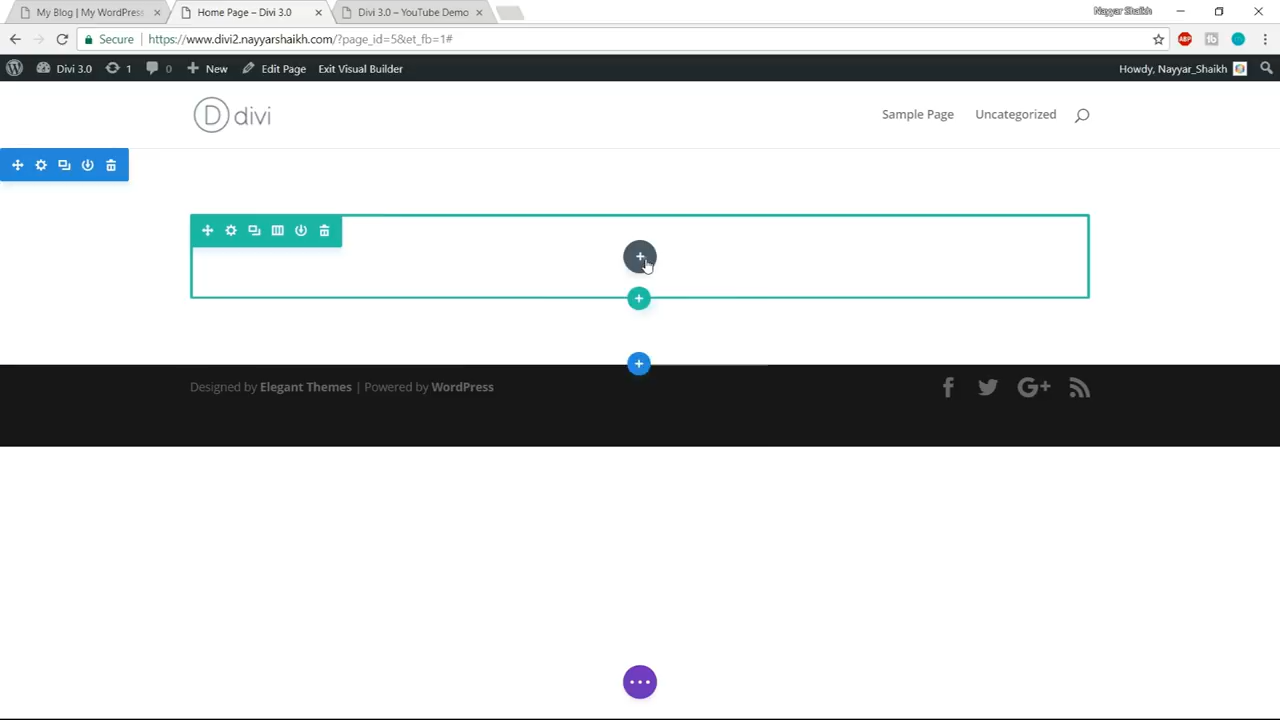 My Blog | My WordPress
Home Page – Divi 3.0
Divi 3.0 – YouTube Demo
Nayyar Shaikh
Secure
https://www.divi2.nayyarshaikh.com/?page_id=5&et_fb=1#
ABP
Divi 3.0
1
0
New
Edit Page
Exit Visual Builder
Howdy, Nayyar_Shaikh
D divi
Sample Page
Uncategorized
Designed by Elegant Themes | Powered by WordPress
G+